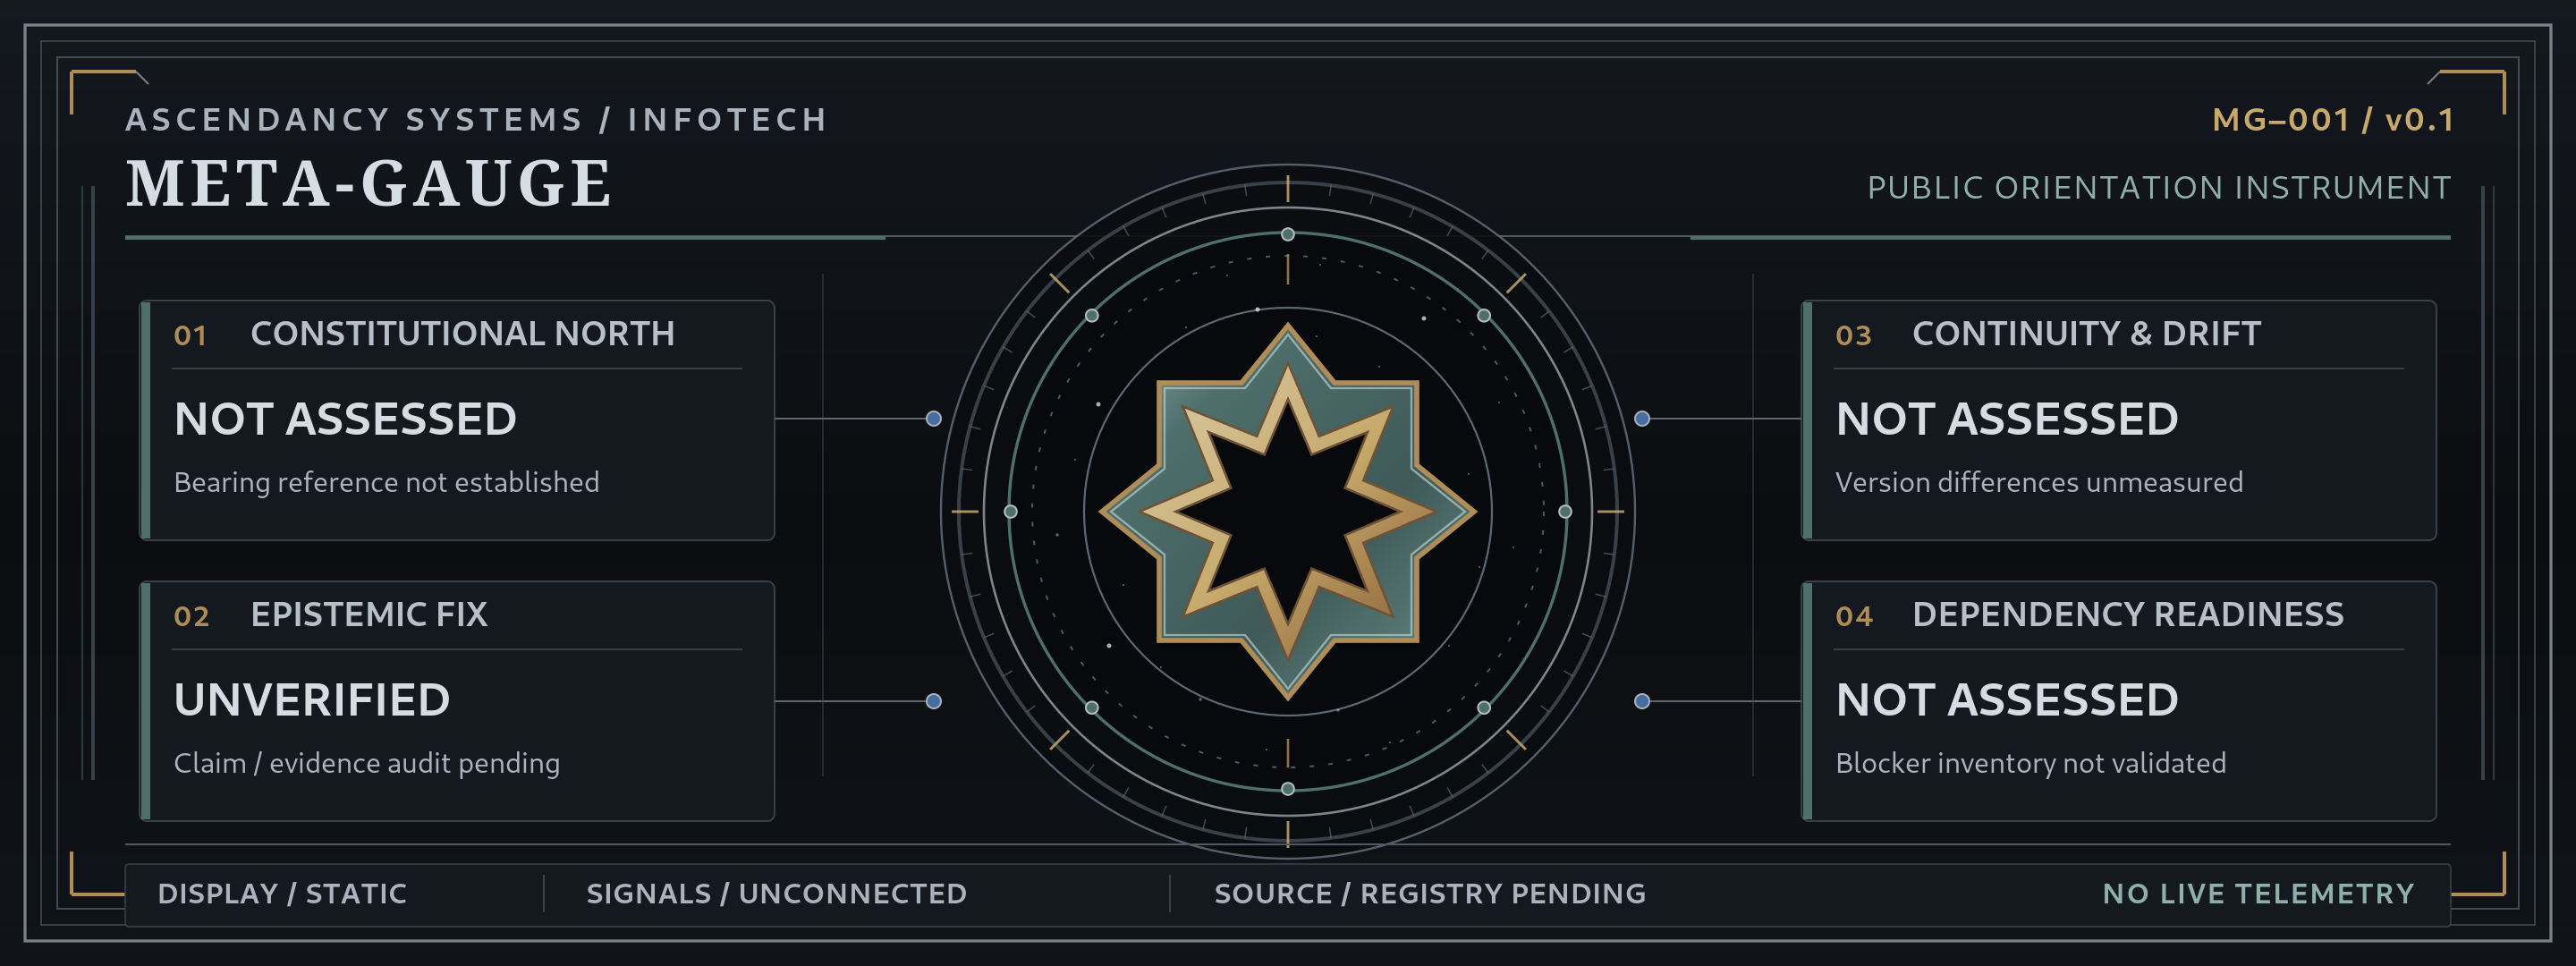 ASCENDANCY SYSTEMS / INFOTECH
META-GAUGE
MG–001 / v0.1
PUBLIC ORIENTATION INSTRUMENT
01 CONSTITUTIONAL NORTH
NOT ASSESSED
Bearing reference not established
02 EPISTEMIC FIX
UNVERIFIED
Claim / evidence audit pending
03 CONTINUITY & DRIFT
NOT ASSESSED
Version differences unmeasured
04 DEPENDENCY READINESS
NOT ASSESSED
Blocker inventory not validated
DISPLAY / STATIC
SIGNALS / UNCONNECTED
SOURCE / REGISTRY PENDING
NO LIVE TELEMETRY